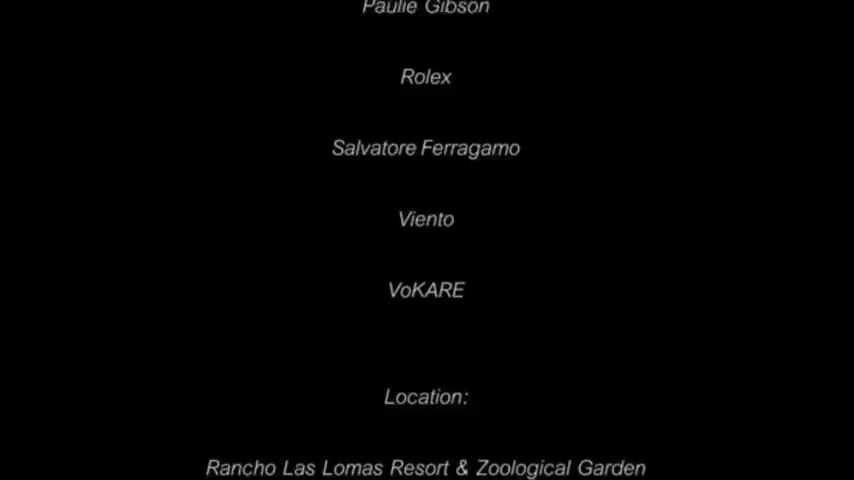 Paulie Gibson
Rolex
Salvatore Ferragamo
Viento
VoKARE
Location:
Rancho Las Lomas Resort & Zoological Garden